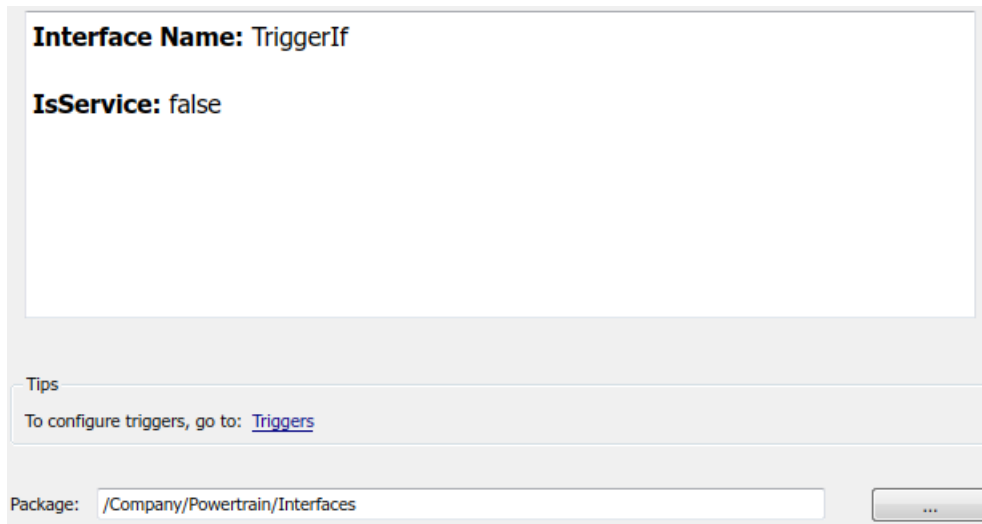 Interface Name: TriggerIf
IsService: false
Tips
To configure triggers, go to: Triggers
Package: /Company/Powertrain/Interfaces ...